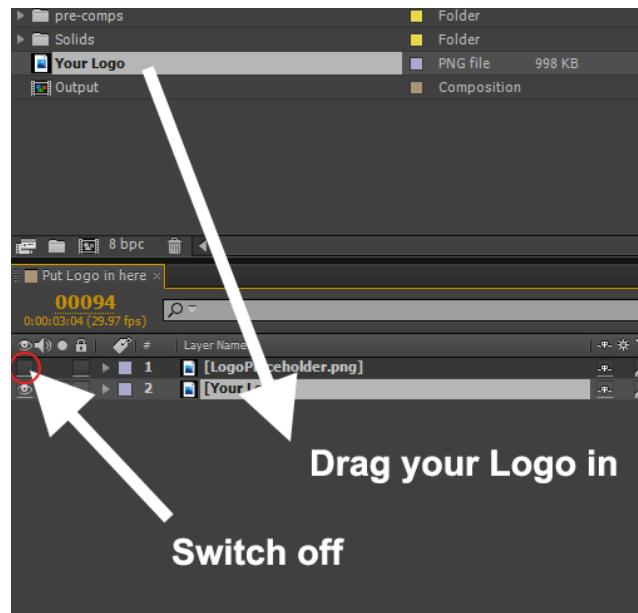 pre-comps Folder
Solids Folder
Your Logo PNG file 998 KB
Output Composition
8 bpc
Put Logo in here ×
00094
0:00:03:04 (29.97 fps)
# Layer Name
1 [LogoPlaceholder.png]
2 [Your
Drag your Logo in
Switch off